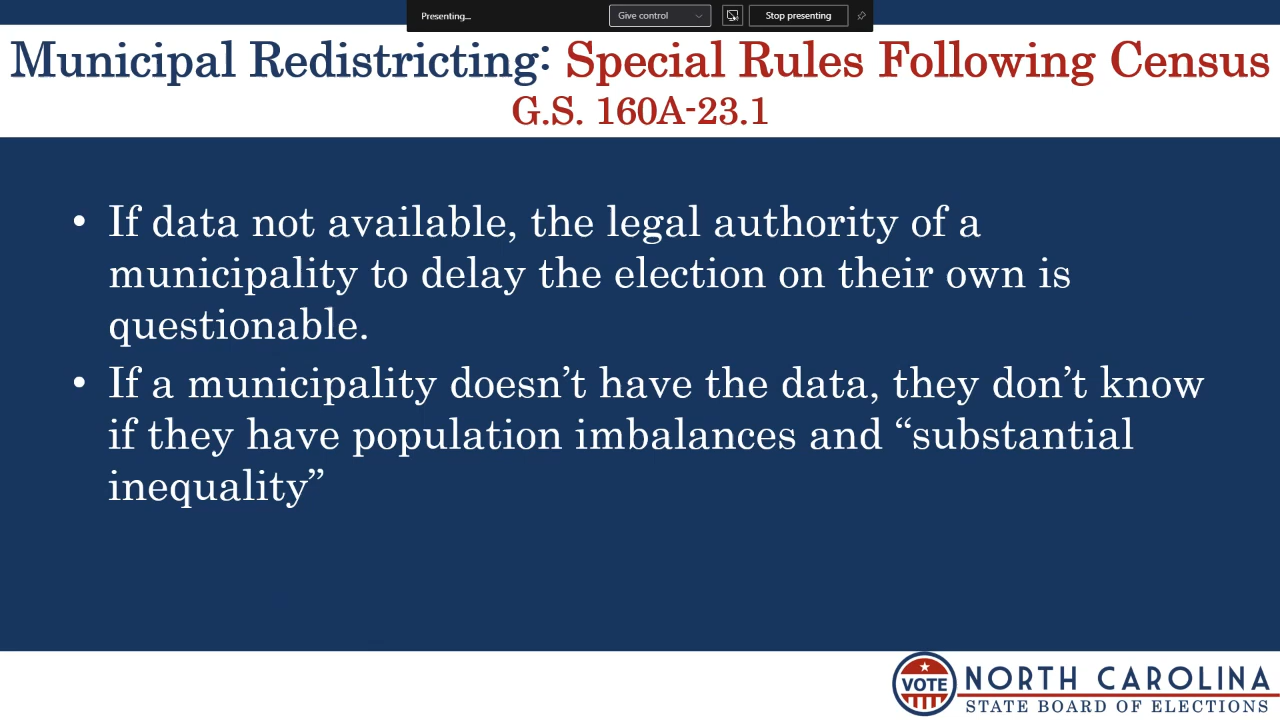 Presenting...
Give control
Stop presenting
Municipal Redistricting: Special Rules Following Census
G.S. 160A-23.1
• If data not available, the legal authority of a
municipality to delay the election on their own is
questionable.
• If a municipality doesn’t have the data, they don’t know
if they have population imbalances and “substantial
inequality”
VOTE
NORTH CAROLINA
STATE BOARD OF ELECTIONS